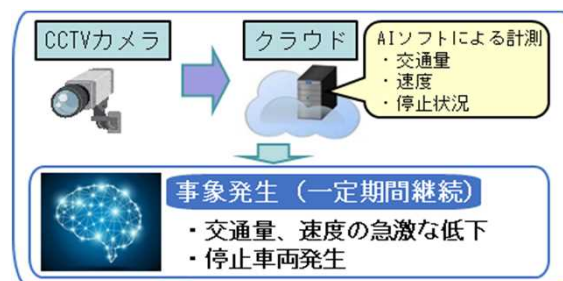 CCTVカメラ
クラウド
AIソフトによる計測
・交通量
・速度
・停止状況
事象発生（一定期間継続）
・交通量、速度の急激な低下
・停止車両発生